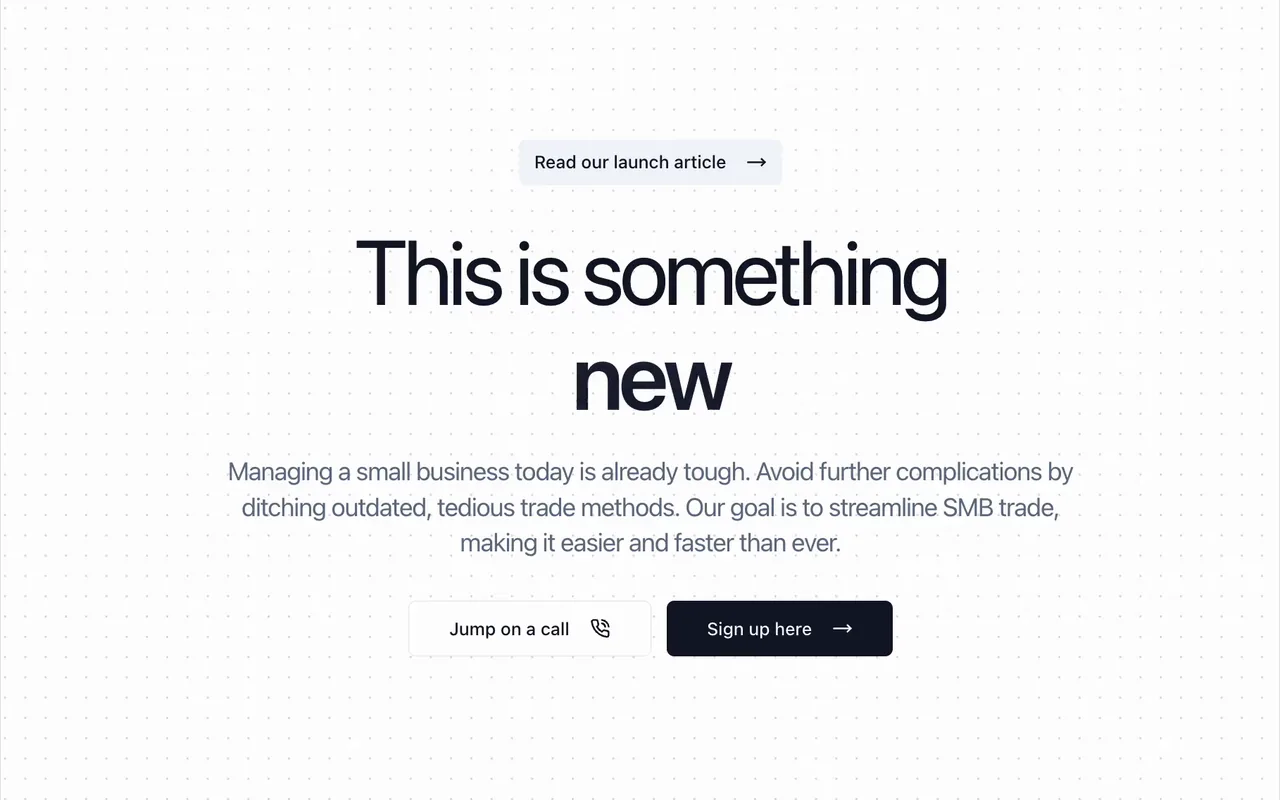 Read our launch article
This is something
new
Managing a small business today is already tough. Avoid further complications by
ditching outdated, tedious trade methods. Our goal is to streamline SMB trade,
making it easier and faster than ever.
Jump on a call
Sign up here